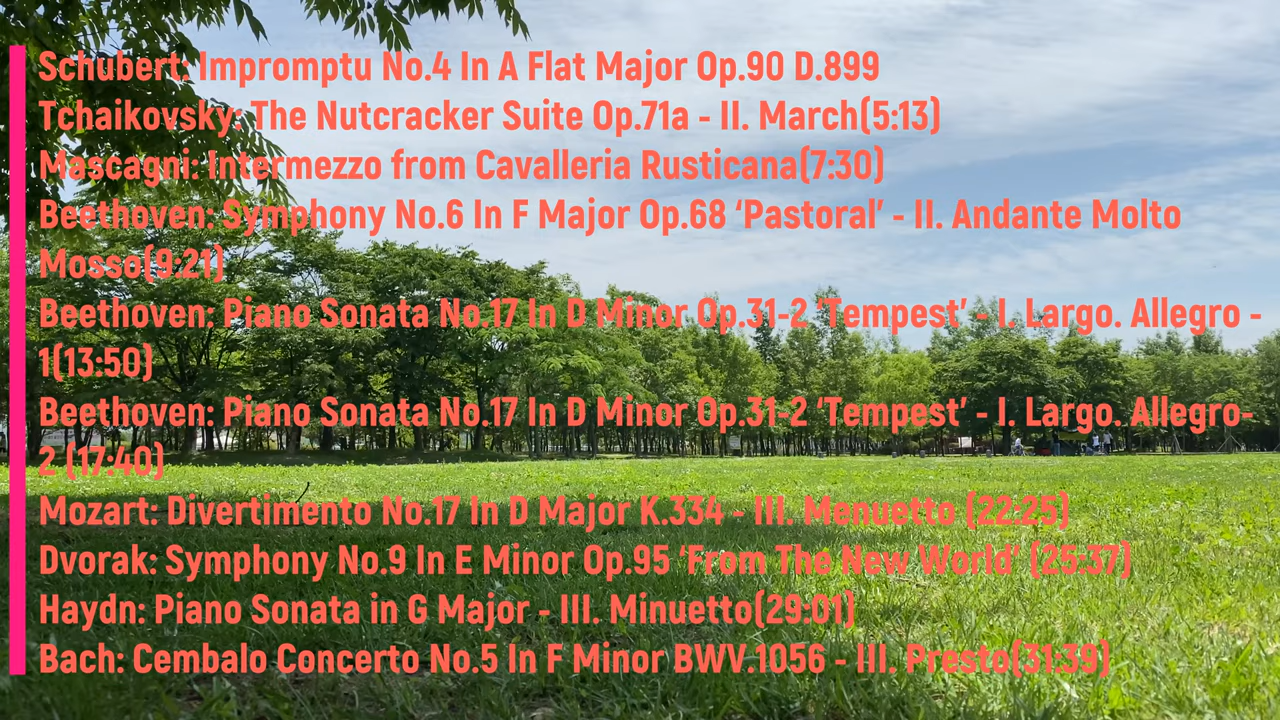 Schubert: Impromptu No.4 In A Flat Major Op.90 D.899
Tchaikovsky: The Nutcracker Suite Op.71a - II. March(5:13)
Mascagni: Intermezzo from Cavalleria Rusticana(7:30)
Beethoven: Symphony No.6 In F Major Op.68 ‘Pastoral’ - II. Andante Molto
Mosso(9:21)
Beethoven: Piano Sonata No.17 In D Minor Op.31-2 ‘Tempest’ - I. Largo. Allegro -
1(13:50)
Beethoven: Piano Sonata No.17 In D Minor Op.31-2 ‘Tempest’ - I. Largo. Allegro-
2 (17:40)
Mozart: Divertimento No.17 In D Major K.334 - III. Menuetto (22:25)
Dvorak: Symphony No.9 In E Minor Op.95 ‘From The New World’ (25:37)
Haydn: Piano Sonata in G Major - III. Minuetto(29:01)
Bach: Cembalo Concerto No.5 In F Minor BWV.1056 - III. Presto(31:39)